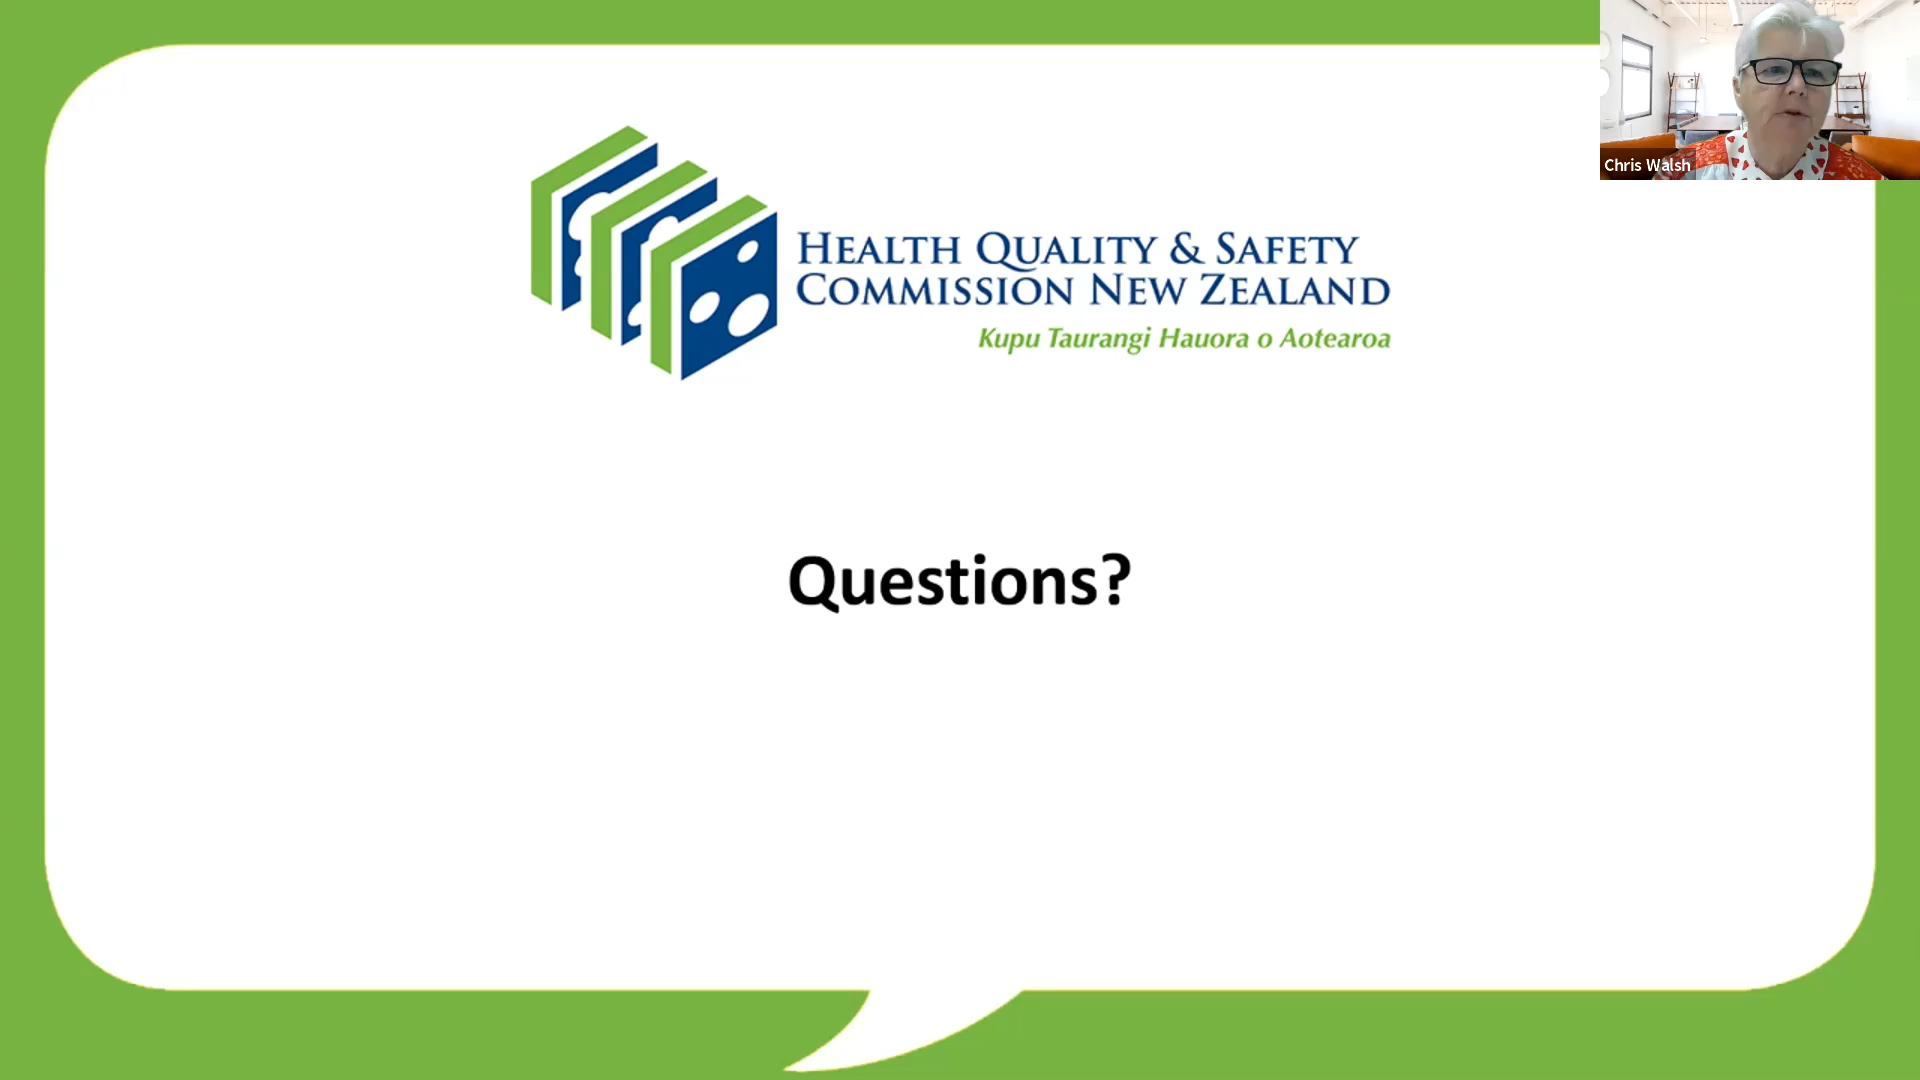 HEALTH QUALITY & SAFETY
COMMISSION NEW ZEALAND
Kupu Taurangi Hauora o Aotearoa
Questions?
Chris Walsh